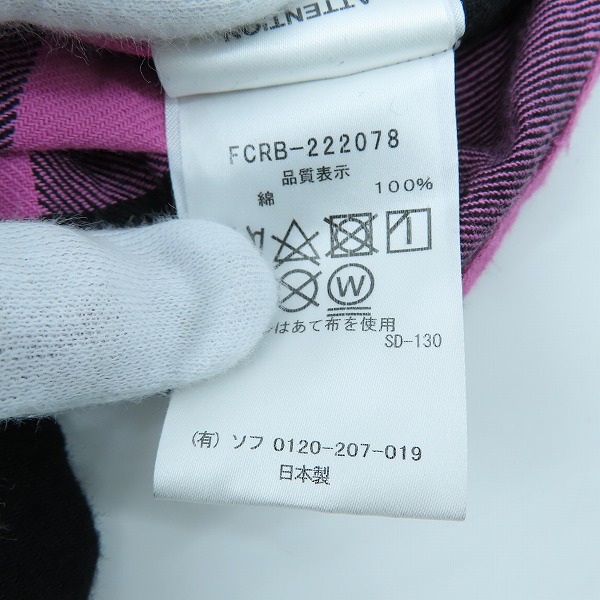 ATTENTION
FCRB-222078
品質表示
綿 100%
W
はあて布を使用
SD-130
(有) ソフ 0120-207-019
日本製